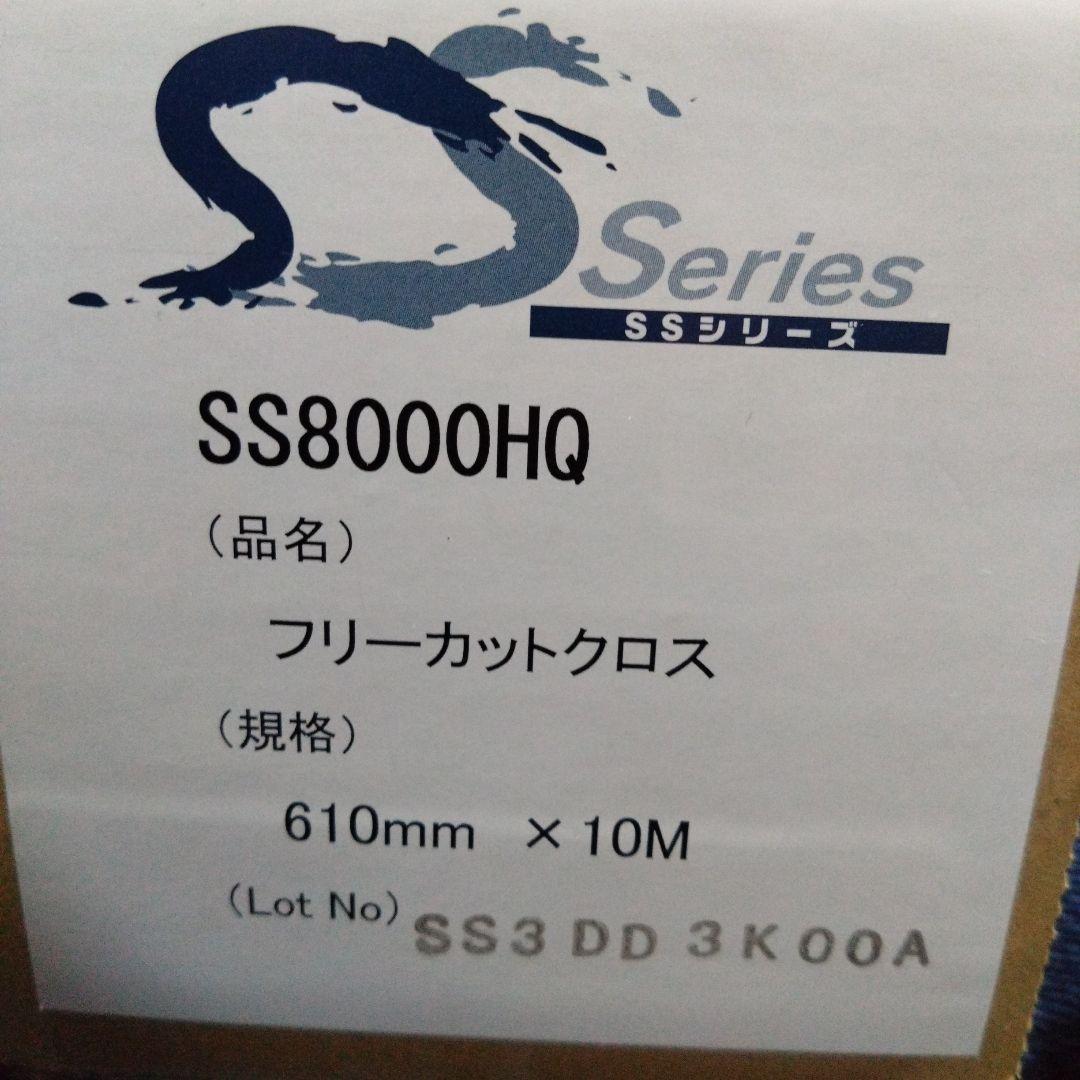 Series
SSシリーズ
SS8000HQ
（品名）
フリーカットクロス
（規格）
610mm ×10M
（Lot No） SS3 DD 3K00A